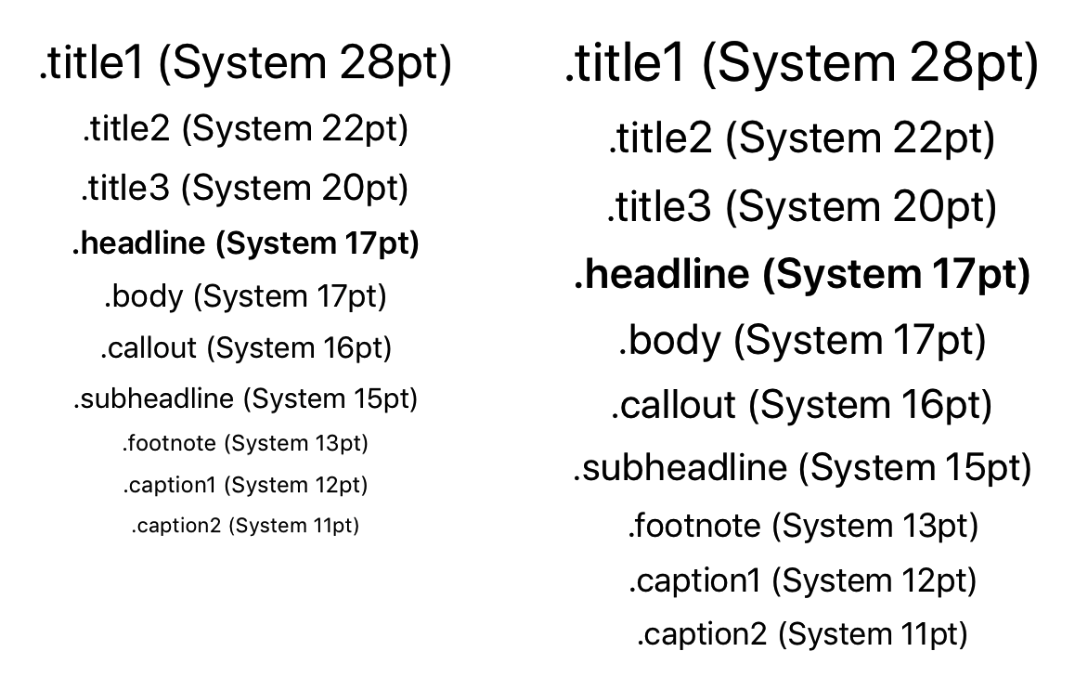 .title1 (System 28pt)
.title2 (System 22pt)
.title3 (System 20pt)
.headline (System 17pt)
.body (System 17pt)
.callout (System 16pt)
.subheadline (System 15pt)
.footnote (System 13pt)
.caption1 (System 12pt)
.caption2 (System 11pt)
.title1 (System 28pt)
.title2 (System 22pt)
.title3 (System 20pt)
.headline (System 17pt)
.body (System 17pt)
.callout (System 16pt)
.subheadline (System 15pt)
.footnote (System 13pt)
.caption1 (System 12pt)
.caption2 (System 11pt)